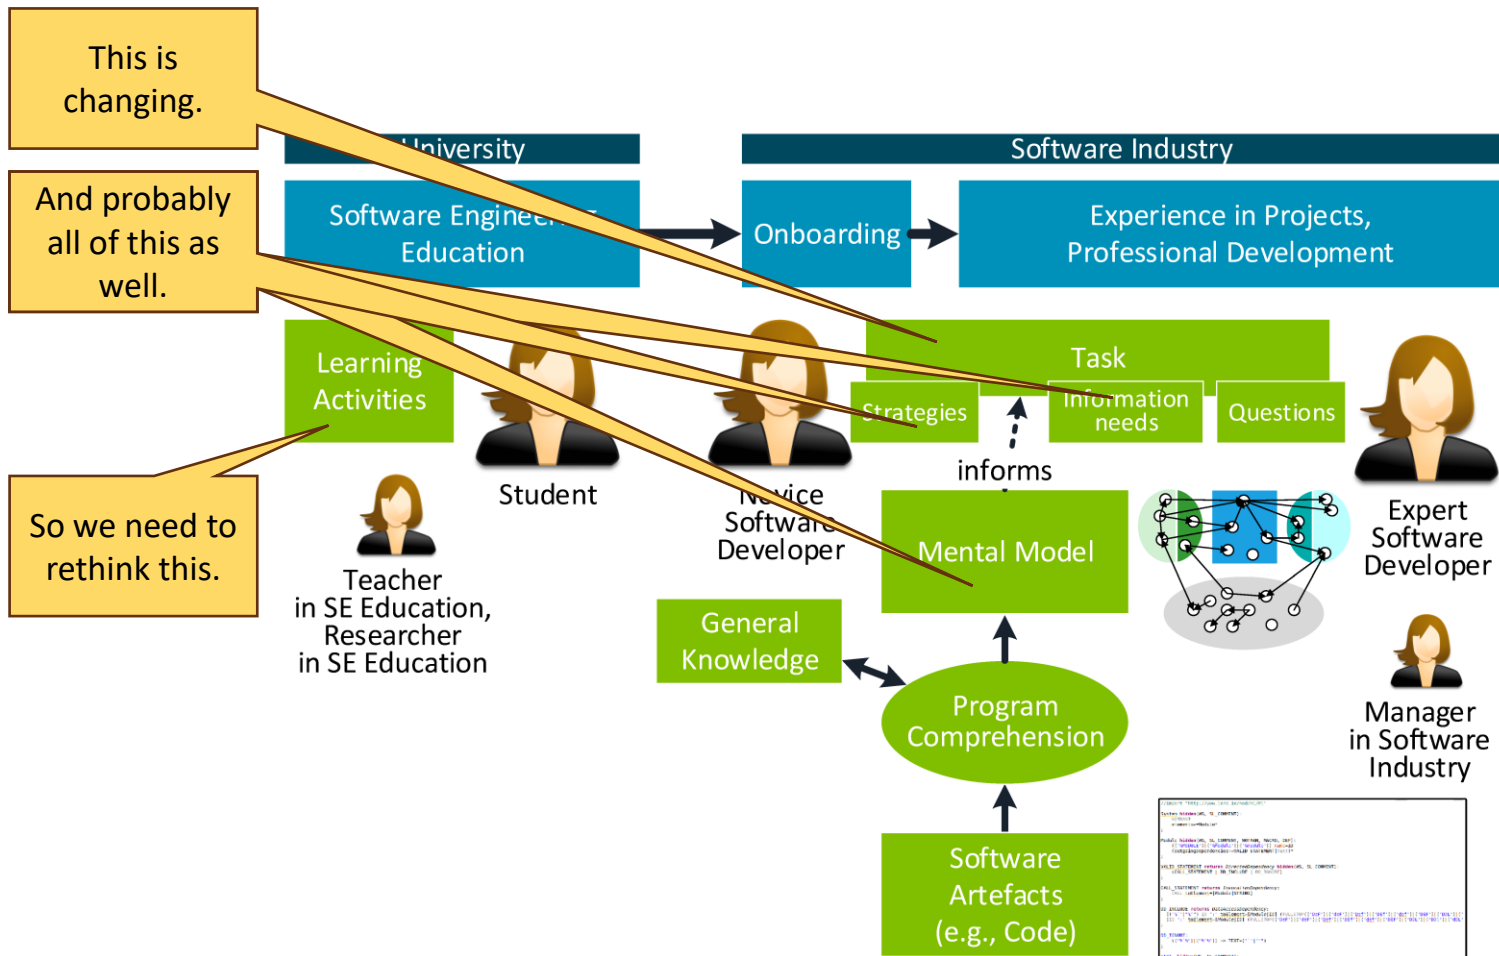 This is
changing.
University
Software Industry
And probably
all of this as
well.
Software Engineering
Education
Onboarding
Experience in Projects,
Professional Development
Learning
Activities
Task
Strategies
Information
needs
Questions
So we need to
rethink this.
Student
Novice
Software
Developer
informs
Expert
Software
Developer
Mental Model
Teacher
in SE Education,
Researcher
in SE Education
General
Knowledge
Program
Comprehension
Manager
in Software
Industry
Software
Artefacts
(e.g., Code)